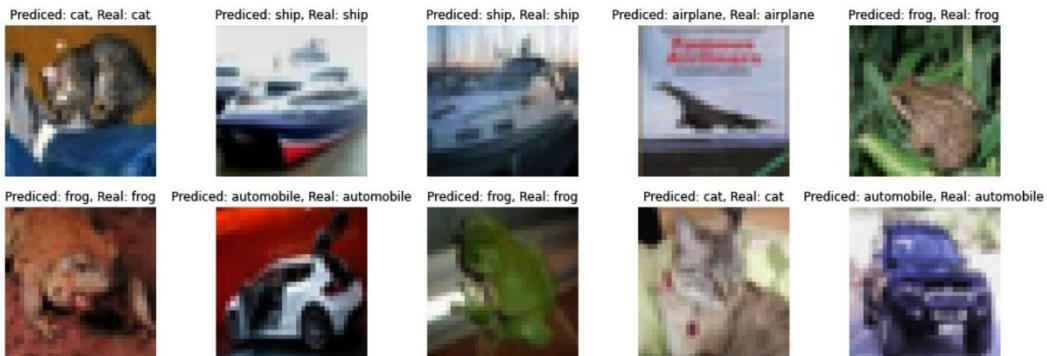 Prediced: cat, Real: cat
Prediced: ship, Real: ship
Prediced: ship, Real: ship
Prediced: airplane, Real: airplane
Prediced: frog, Real: frog
Prediced: frog, Real: frog
Prediced: automobile, Real: automobile
Prediced: frog, Real: frog
Prediced: cat, Real: cat
Prediced: automobile, Real: automobile